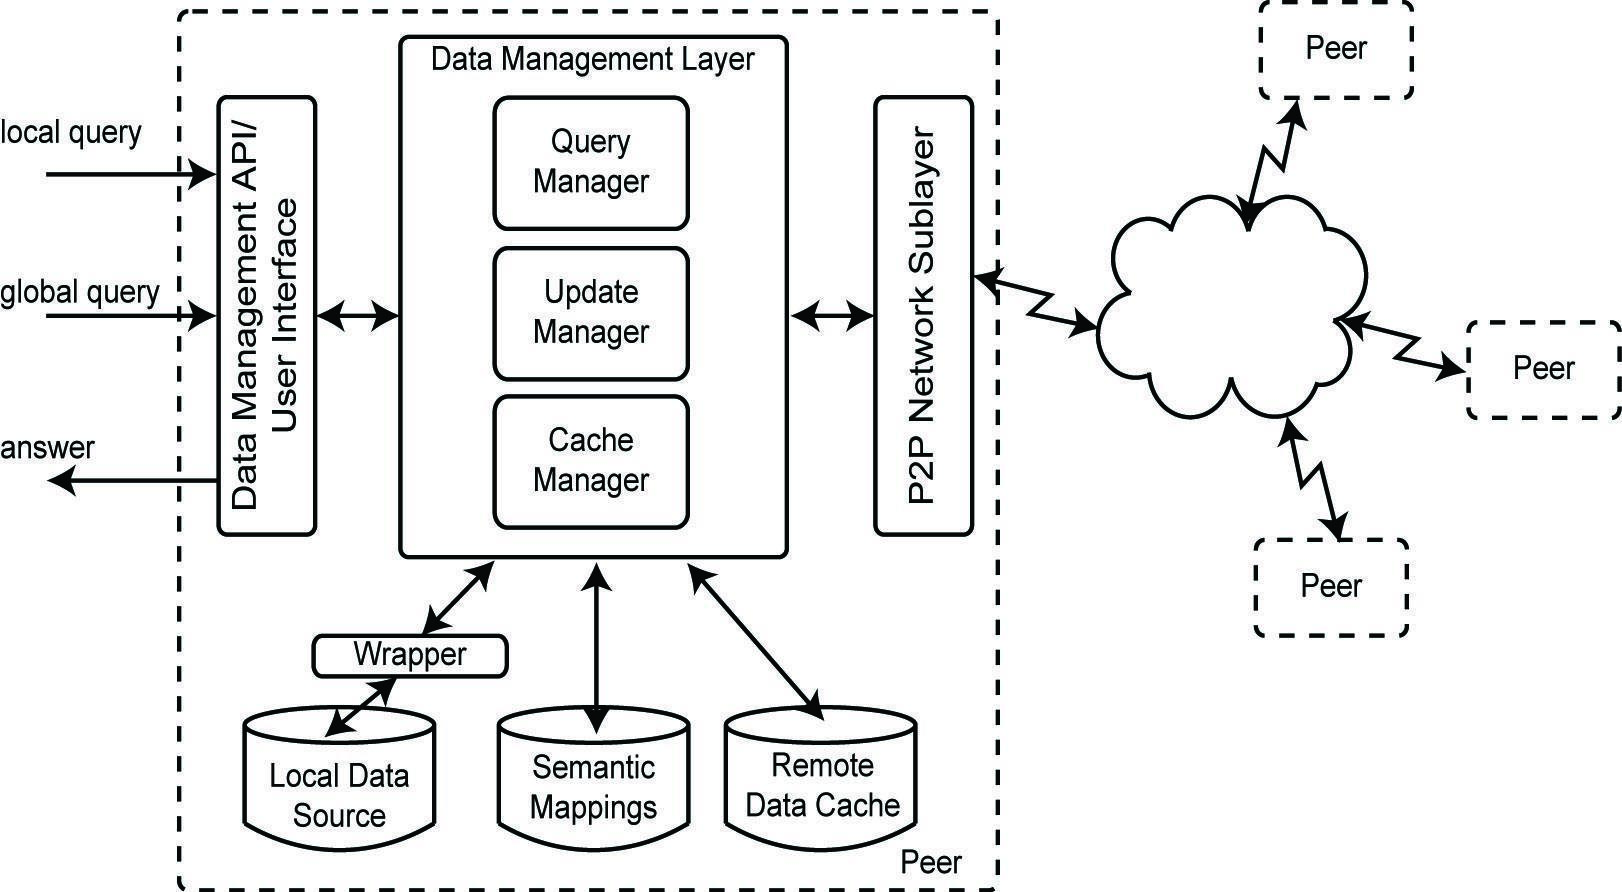 local query
global query
answer
Data Management API/
User Interface
Data Management Layer
Query
Manager
Update
Manager
Cache
Manager
P2P Network Sublayer
Wrapper
Local Data
Source
Semantic
Mappings
Remote
Data Cache
Peer
Peer
Peer
Peer